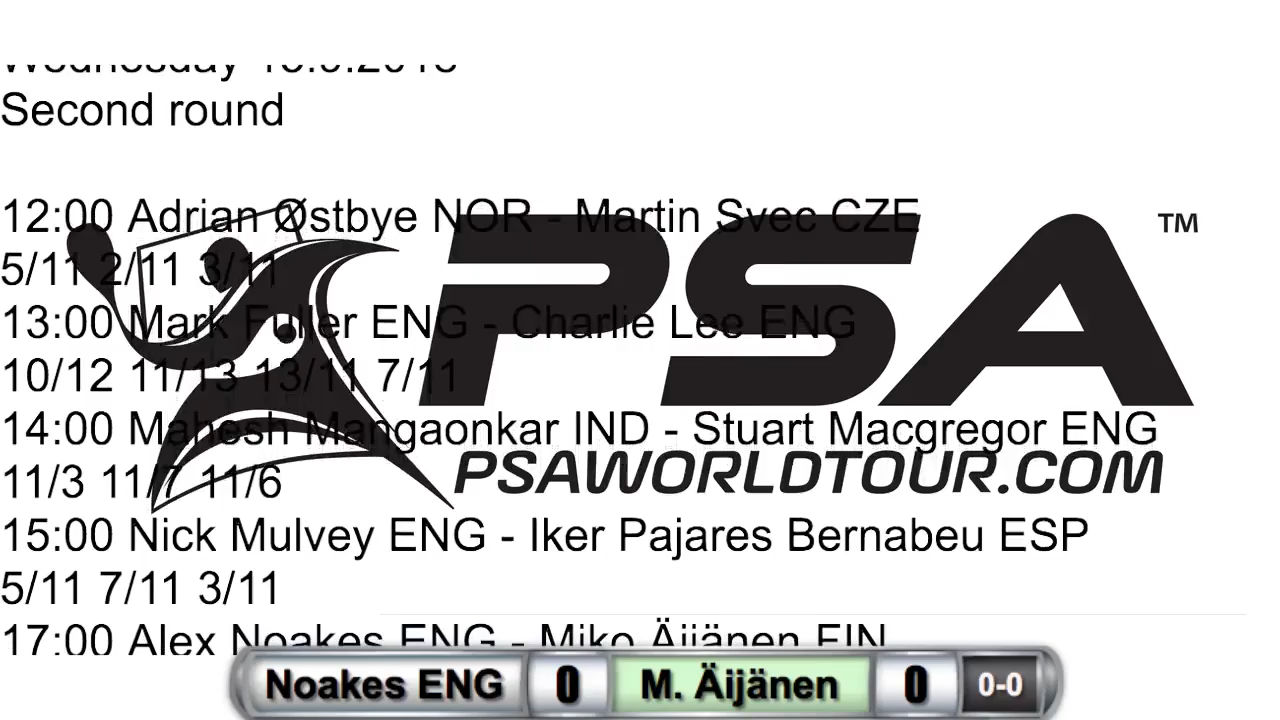 Wednesday
Second round
12:00 Adrian Østbye NOR - Martin Svec CZE
5/11 2/11 3/11
13:00 Mark Fuller ENG - Charlie Lee ENG
10/12 11/13 13/11 7/11
14:00 Mahesh Mangaonkar IND - Stuart Macgregor ENG
11/3 11/7 11/6
15:00 Nick Mulvey ENG - Iker Pajares Bernabeu ESP
5/11 7/11 3/11
17:00 Alex Noakes ENG - Miko Äijänen FIN
PSA TM
PSAWORLDTOUR.COM
Noakes ENG 0 M. Äijänen 0 0-0